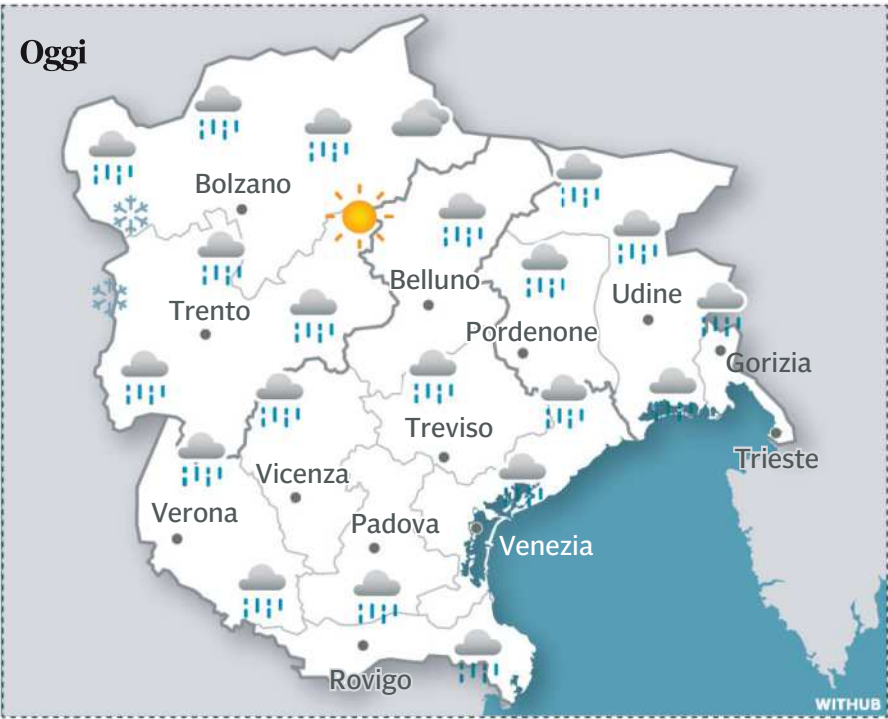 Oggi
Bolzano
Belluno
Udine
Trento
Pordenone
Gorizia
Treviso
Trieste
Vicenza
Verona
Padova
Venezia
Rovigo
WITHUB